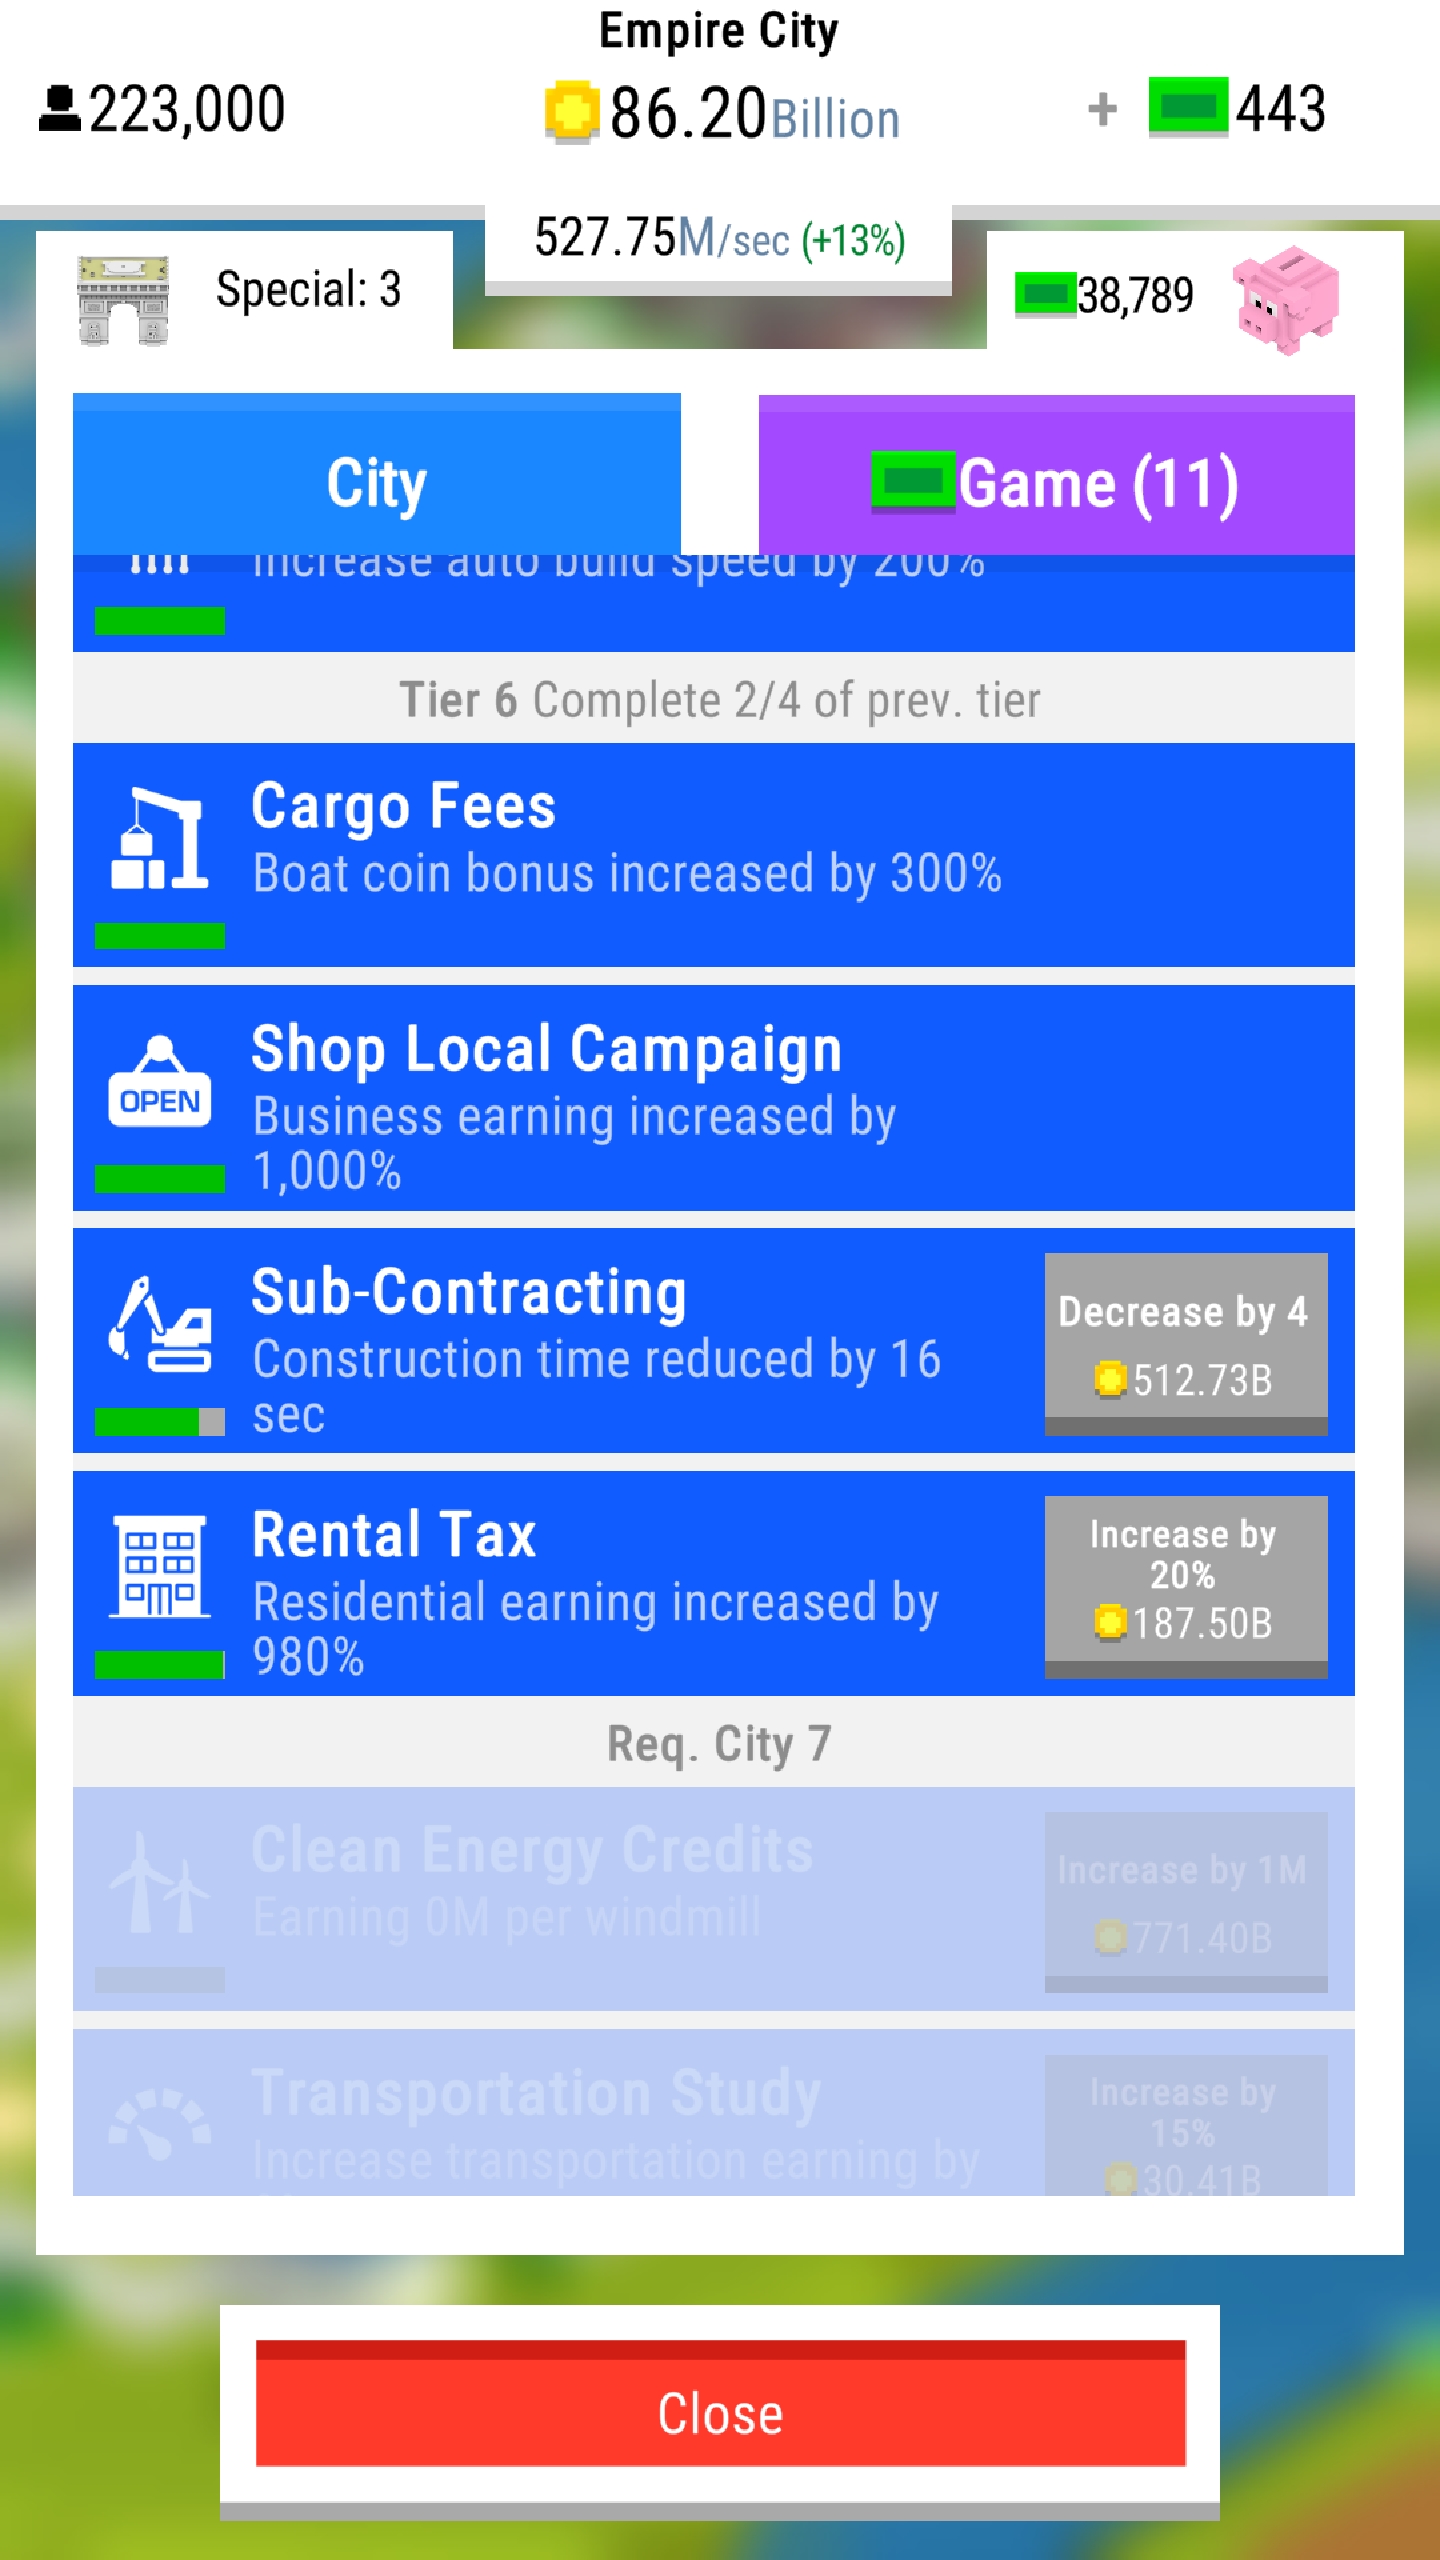 Empire City
223,000
86.20Billion
+ 443
527.75M/sec (+13%)
Special: 3
38,789
City
Game (11)
Increase auto build speed by 200%
Tier 6 Complete 2/4 of prev. tier
Cargo Fees
Boat coin bonus increased by 300%
OPEN
Shop Local Campaign
Business earning increased by
1,000%
Sub-Contracting
Construction time reduced by 16
sec
Decrease by 4
512.73B
Rental Tax
Residential earning increased by
980%
Increase by
20%
187.50B
Req. City 7
Clean Energy Credits
Earning 0M per windmill
Increase by 1M
771.40B
Transportation Study
Increase transportation earning by
Increase by
15%
30.41B
Close